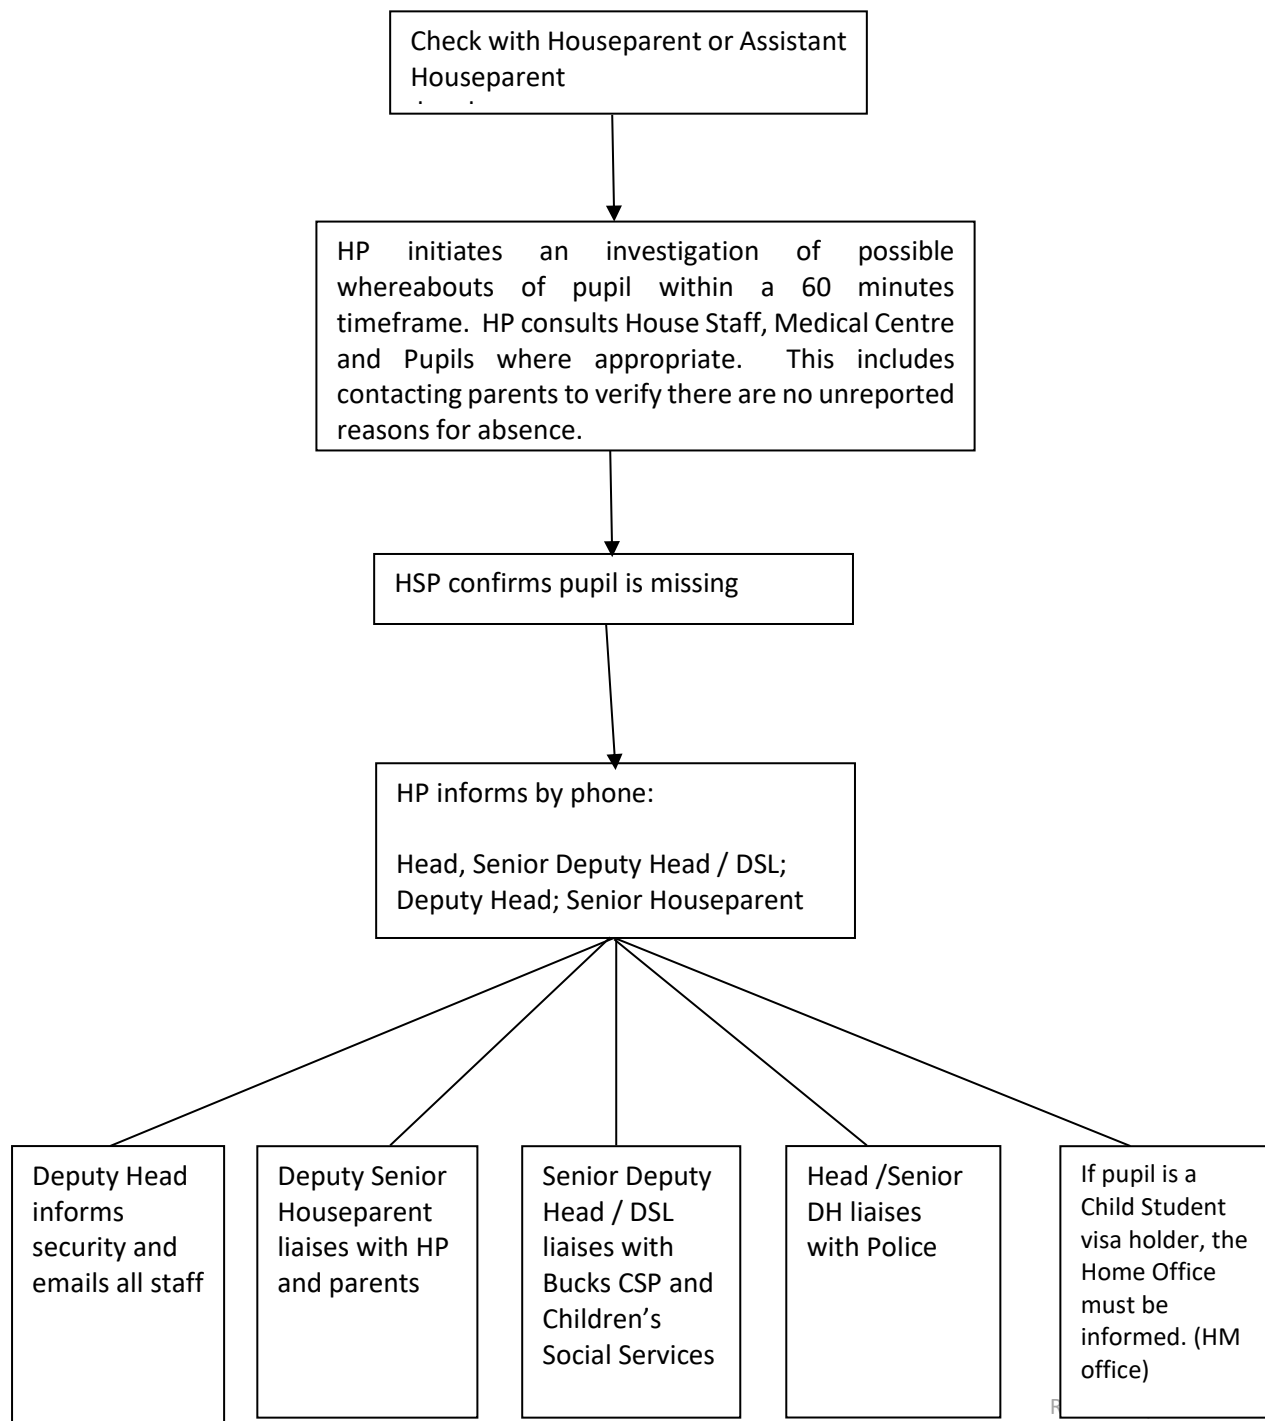 Check with Houseparent or Assistant
Houseparent
HP initiates an investigation of possible
whereabouts of pupil within a 60 minutes
timeframe. HP consults House Staff, Medical Centre
and Pupils where appropriate. This includes
contacting parents to verify there are no unreported
reasons for absence.
HSP confirms pupil is missing
HP informs by phone:
Head, Senior Deputy Head / DSL;
Deputy Head; Senior Houseparent
Deputy Head
informs
security and
emails all staff
Deputy Senior
Houseparent
liaises with HP
and parents
Senior Deputy
Head / DSL
liaises with
Bucks CSP and
Children’s
Social Services
Head /Senior
DH liaises
with Police
If pupil is a
Child Student
visa holder, the
Home Office
must be
informed. (HM
office)